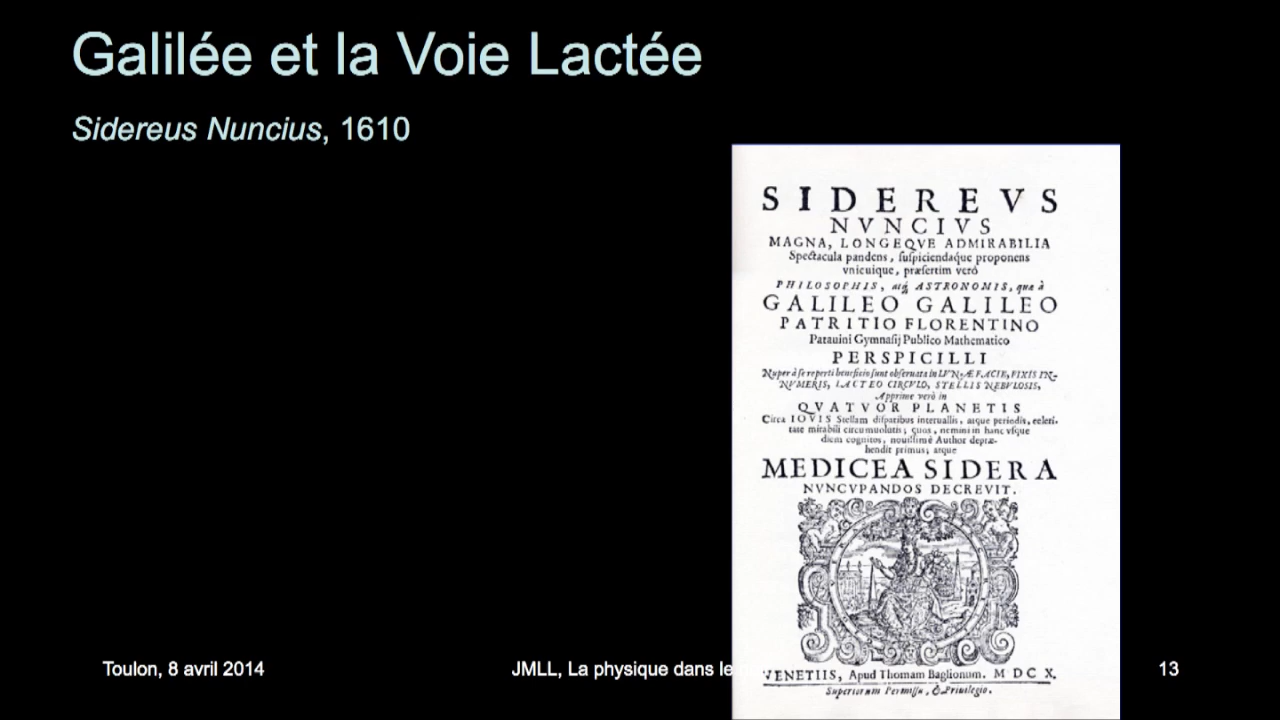 Galilée et la Voie Lactée
Sidereus Nuncius, 1610
SIDEREVS
NVNCIVS
MAGNA, LONGEQVE ADMIRABILIA
Spectacula pandens, suspiciendaque proponens
vnicuique, præsertim verò
PHILOSOPHIS, atq́ ASTRONOMIS, quæ à
GALILEO GALILEO
PATRITIO FLORENTINO
Patauini Gymnasij Publico Mathematico
PERSPICILLI
Nuper à se reperti beneficio sunt obseruata in LVNÆ FACIE, FIXIS IN-
NVMERIS, LACTEO CIRCVLO, STELLIS NEBVLOSIS,
Apprime verò in
QVATVOR PLANETIS
Circa IOVIS Stellam disparibus interuallis, atque periodis, celeri-
tate mirabili circumuolutis; quos, nemini in hanc vsque
diem cognitos, nouissimè Author depræ-
hendit primus; atque
MEDICEA SIDERA
NVNCVPANDOS DECREVIT.
VENETIIS, Apud Thomam Baglionum. M DC X.
Superiorum Permissu, & Priuilegio.
Toulon, 8 avril 2014
JMLL, La physique dans le
13